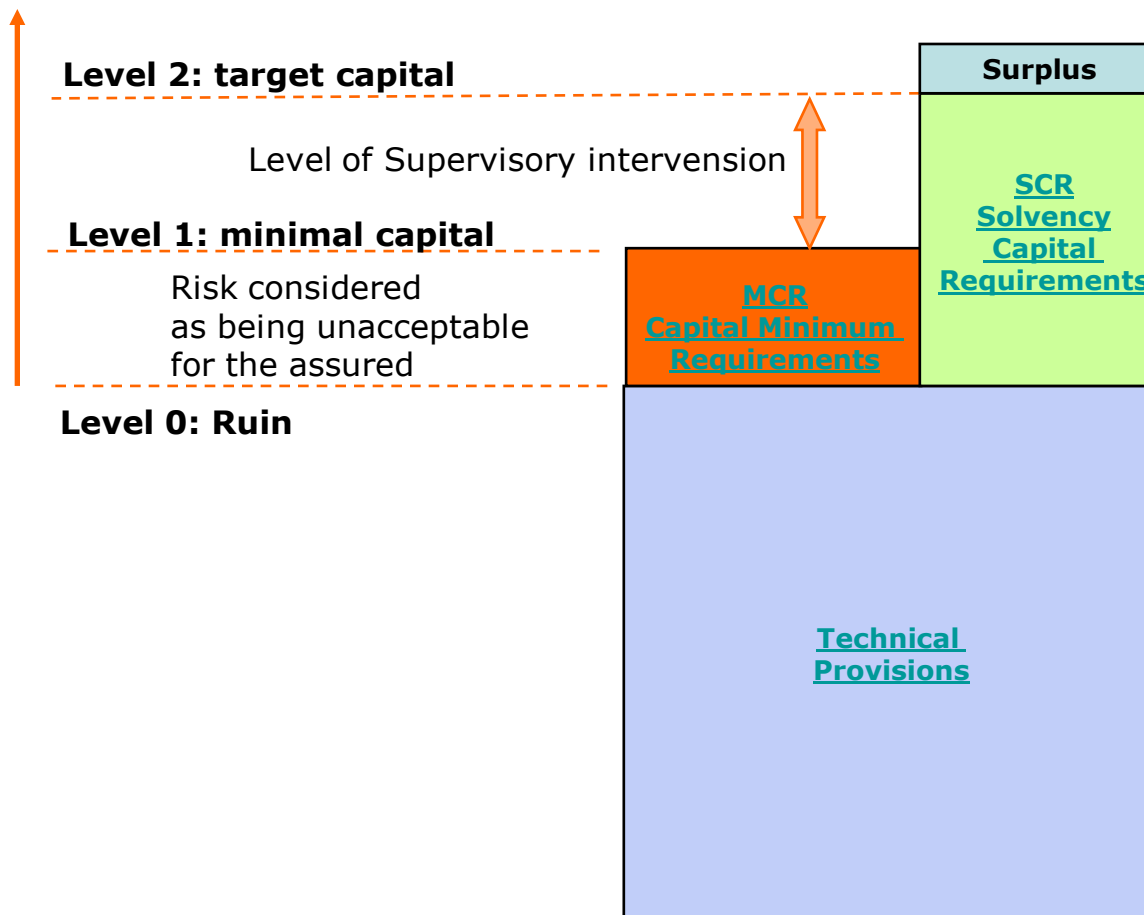 Level 2: target capital
Surplus
Level of Supervisory intervension
SCR
Solvency
Capital
Requirements
Level 1: minimal capital
Risk considered
as being unacceptable
for the assured
MCR
Capital Minimum
Requirements
Level 0: Ruin
Technical
Provisions